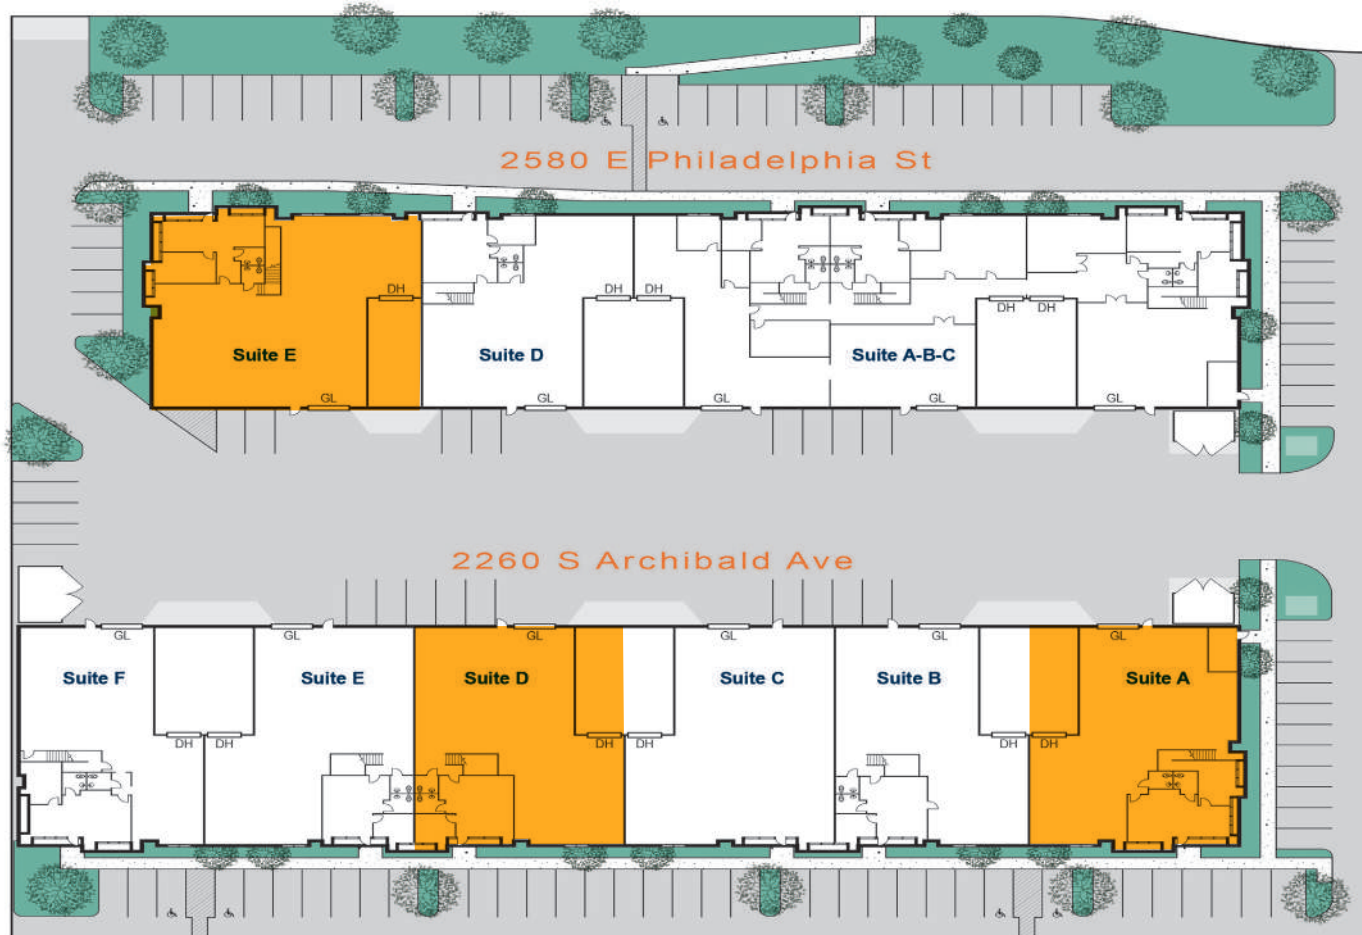 2580 E Philadelphia St
DH
DH DH
DH DH
Suite E
Suite D
Suite A-B-C
GL
GL
GL
GL
GL
2260 S Archibald Ave
GL
GL
GL
GL
GL
GL
Suite F
Suite E
Suite D
Suite C
Suite B
Suite A
DH DH
DH DH
DH DH